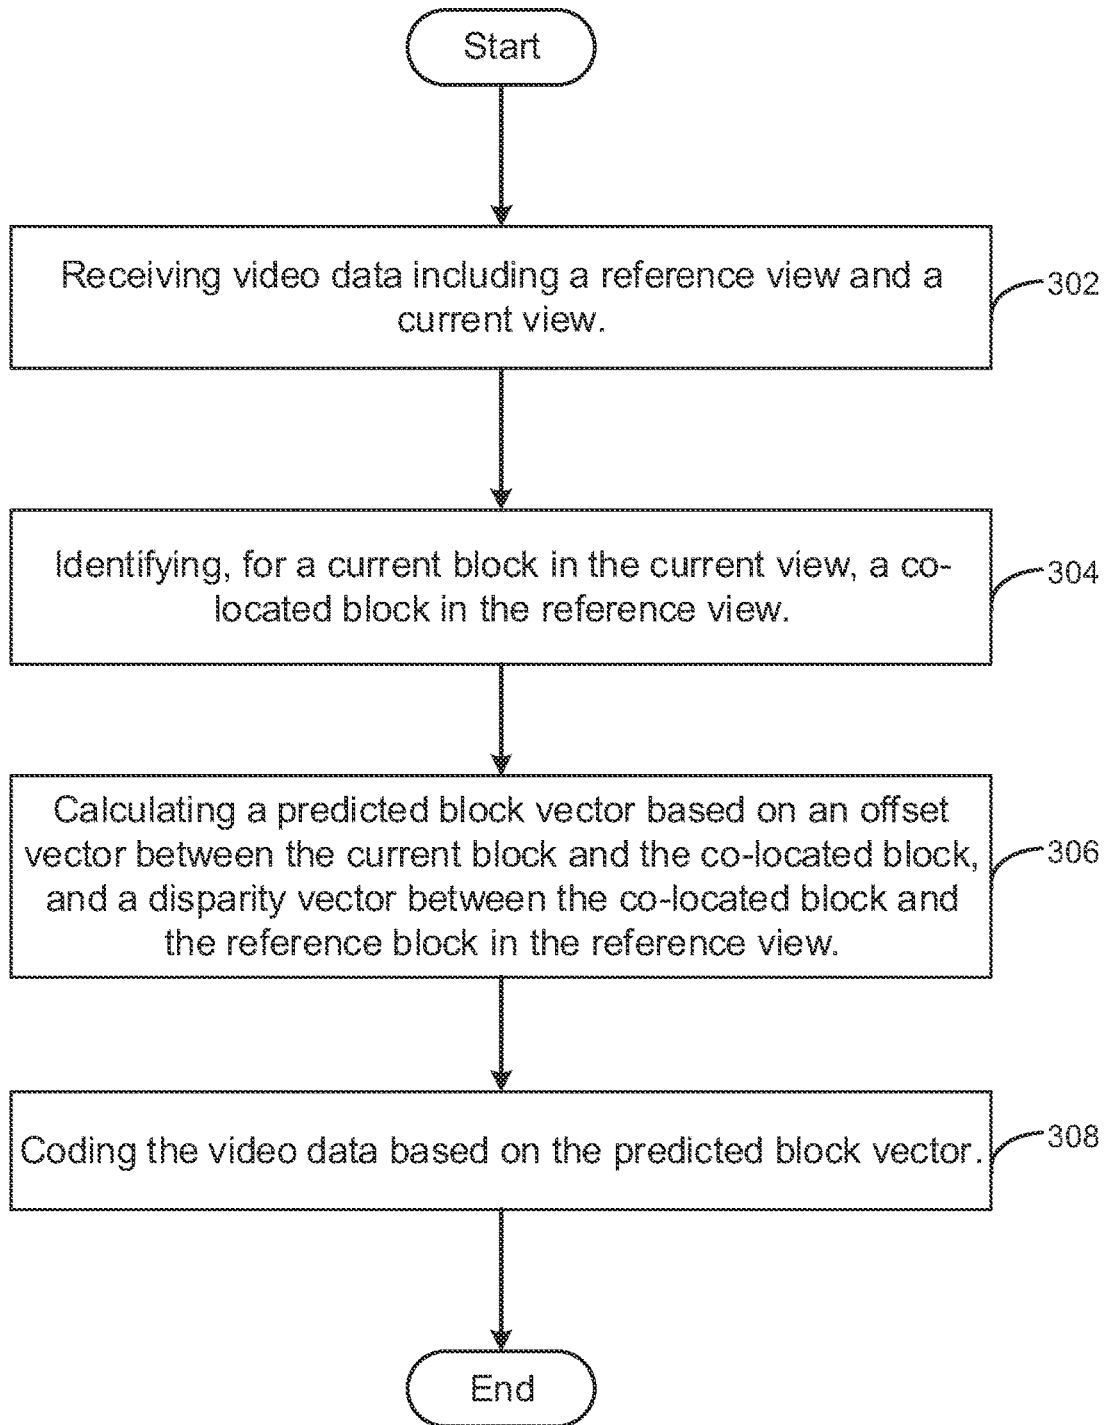 Start
Receiving video data including a reference view and a
current view.
302
Identifying, for a current block in the current view, a co-
located block in the reference view.
304
Calculating a predicted block vector based on an offset
vector between the current block and the co-located block,
and a disparity vector between the co-located block and
the reference block in the reference view.
306
Coding the video data based on the predicted block vector.
308
End